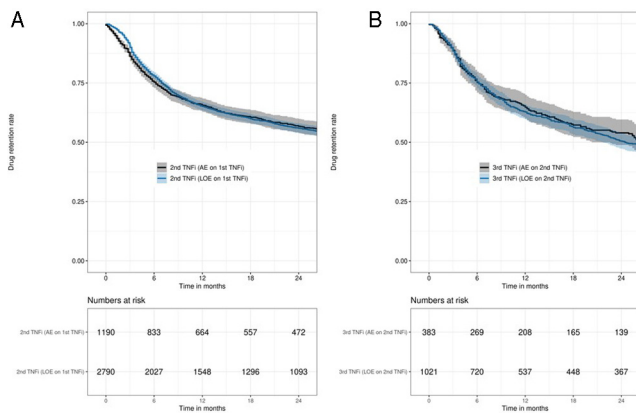 A
Drug retention rate
1.00
0.75
0.50
0.25
0.00
2nd TNFi (AE on 1st TNFi)
2nd TNFi (LOE on 1st TNFi)
0 6 12 18 24
Time in months
Numbers at risk
2nd TNFi (AE on 1st TNFi) 1190 833 664 557 472
2nd TNFi (LOE on 1st TNFi) 2790 2027 1548 1296 1093
0 6 12 18 24
Time in months
B
Drug retention rate
1.00
0.75
0.50
0.25
0.00
3rd TNFi (AE on 2nd TNFi)
3rd TNFi (LOE on 2nd TNFi)
0 6 12 18 24
Time in months
Numbers at risk
3rd TNFi (AE on 2nd TNFi) 383 269 208 165 139
3rd TNFi (LOE on 2nd TNFi) 1021 720 537 448 367
0 6 12 18 24
Time in months